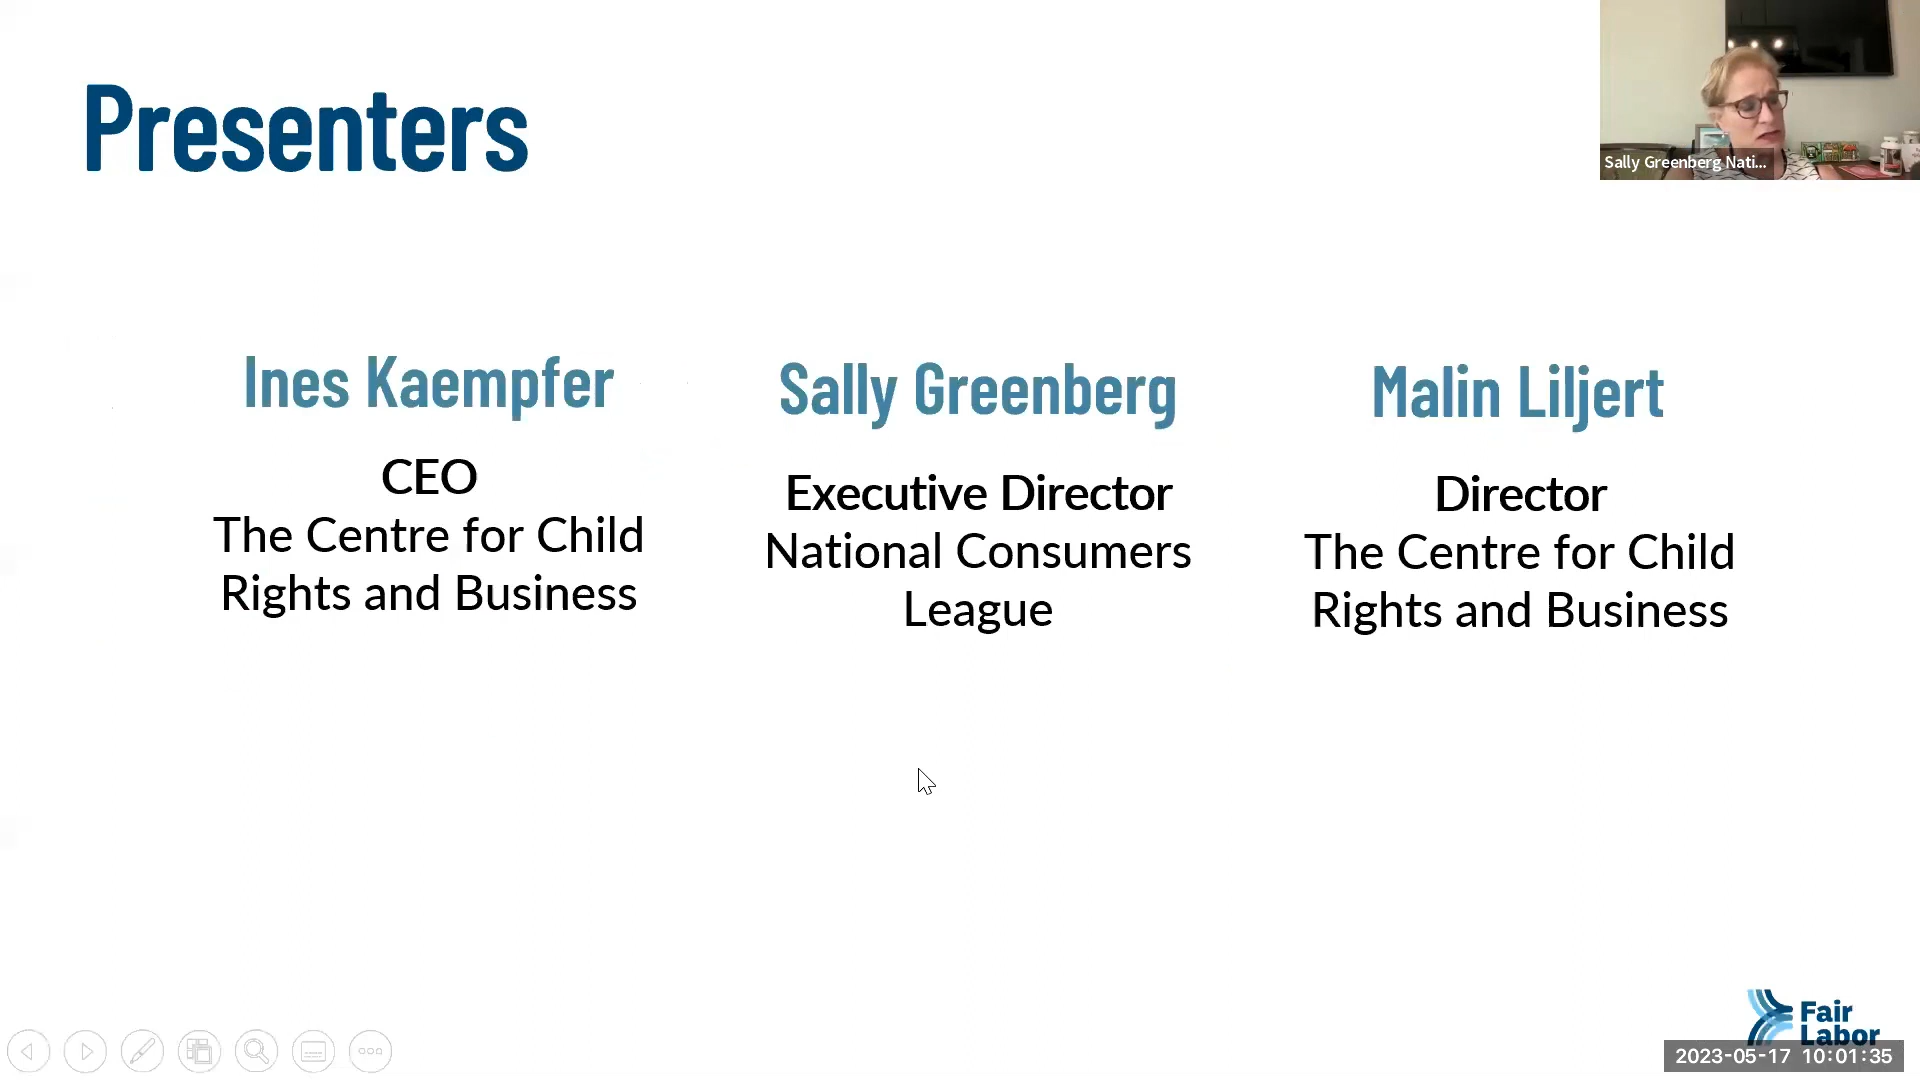 Presenters
Sally Greenberg Nati...
Ines Kaempfer
CEO
The Centre for Child
Rights and Business
Sally Greenberg
Executive Director
National Consumers
League
Malin Liljert
Director
The Centre for Child
Rights and Business
Fair
Labor
2023-05-17 10:01:35